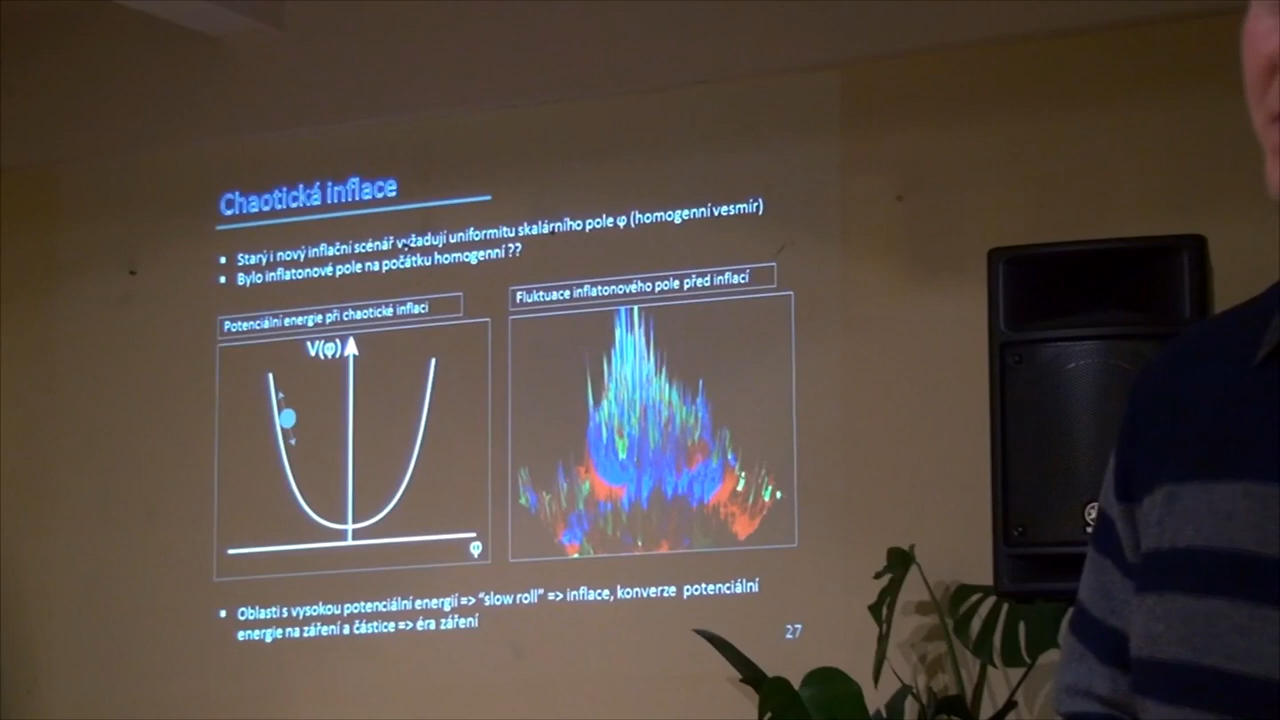 Chaotická inflace
▪ Starý i nový inflační scénář vyžadují uniformitu skalárního pole φ (homogenní vesmír)
▪ Bylo inflatonové pole na počátku homogenní ??
Potenciální energie při chaotické inflaci
Fluktuace inflatonového pole před inflací
V(φ)
φ
▪ Oblasti s vysokou potenciální energií => “slow roll” => inflace, konverze potenciální
energie na záření a částice => éra záření
27